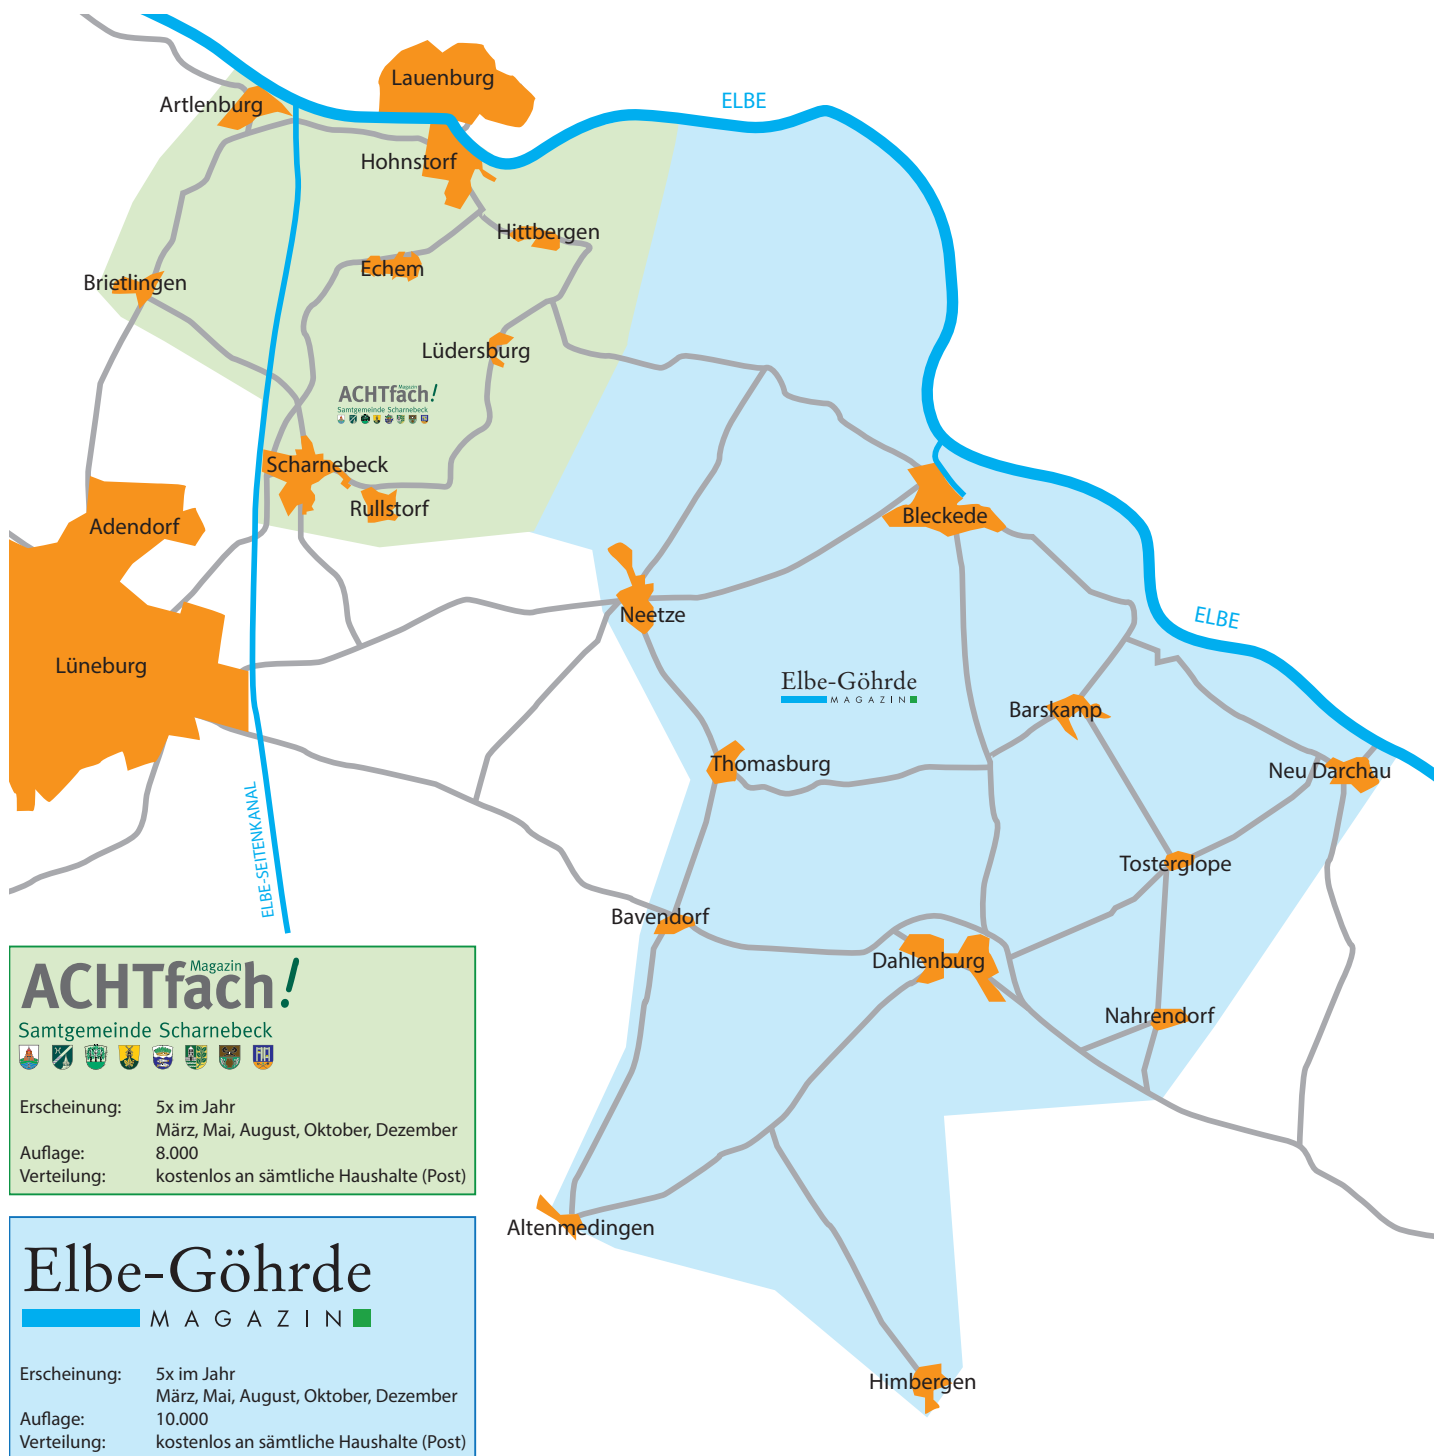 Lauenburg
ELBE
Artlenburg
Hohnstorf
Hittbergen
Echem
Brietlingen
Lüdersburg
Magazin
ACHTfach!
Samtgemeinde Scharnebeck
Scharnebeck
Rullstorf
Bleckede
Adendorf
Neetze
ELBE
Lüneburg
Elbe-Göhrde
MAGAZIN
Barskamp
Thomasburg
Neu Darchau
ELBE-SEITENKANAL
Tosterglope
Bavendorf
Dahlenburg
Nahrendorf
Altenmedingen
Himbergen
Magazin
ACHTfach!
Samtgemeinde Scharnebeck
Erscheinung: 5x im Jahr
März, Mai, August, Oktober, Dezember
Auflage: 8.000
Verteilung: kostenlos an sämtliche Haushalte (Post)
Elbe-Göhrde
MAGAZIN
Erscheinung: 5x im Jahr
März, Mai, August, Oktober, Dezember
Auflage: 10.000
Verteilung: kostenlos an sämtliche Haushalte (Post)